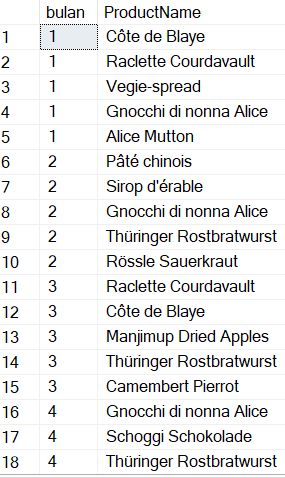 bulan ProductName
1 1 Côte de Blaye
2 1 Raclette Courdavault
3 1 Vegie-spread
4 1 Gnocchi di nonna Alice
5 1 Alice Mutton
6 2 Pâté chinois
7 2 Sirop d'érable
8 2 Gnocchi di nonna Alice
9 2 Thüringer Rostbratwurst
10 2 Rössle Sauerkraut
11 3 Raclette Courdavault
12 3 Côte de Blaye
13 3 Manjimup Dried Apples
14 3 Thüringer Rostbratwurst
15 3 Camembert Pierrot
16 4 Gnocchi di nonna Alice
17 4 Schoggi Schokolade
18 4 Thüringer Rostbratwurst